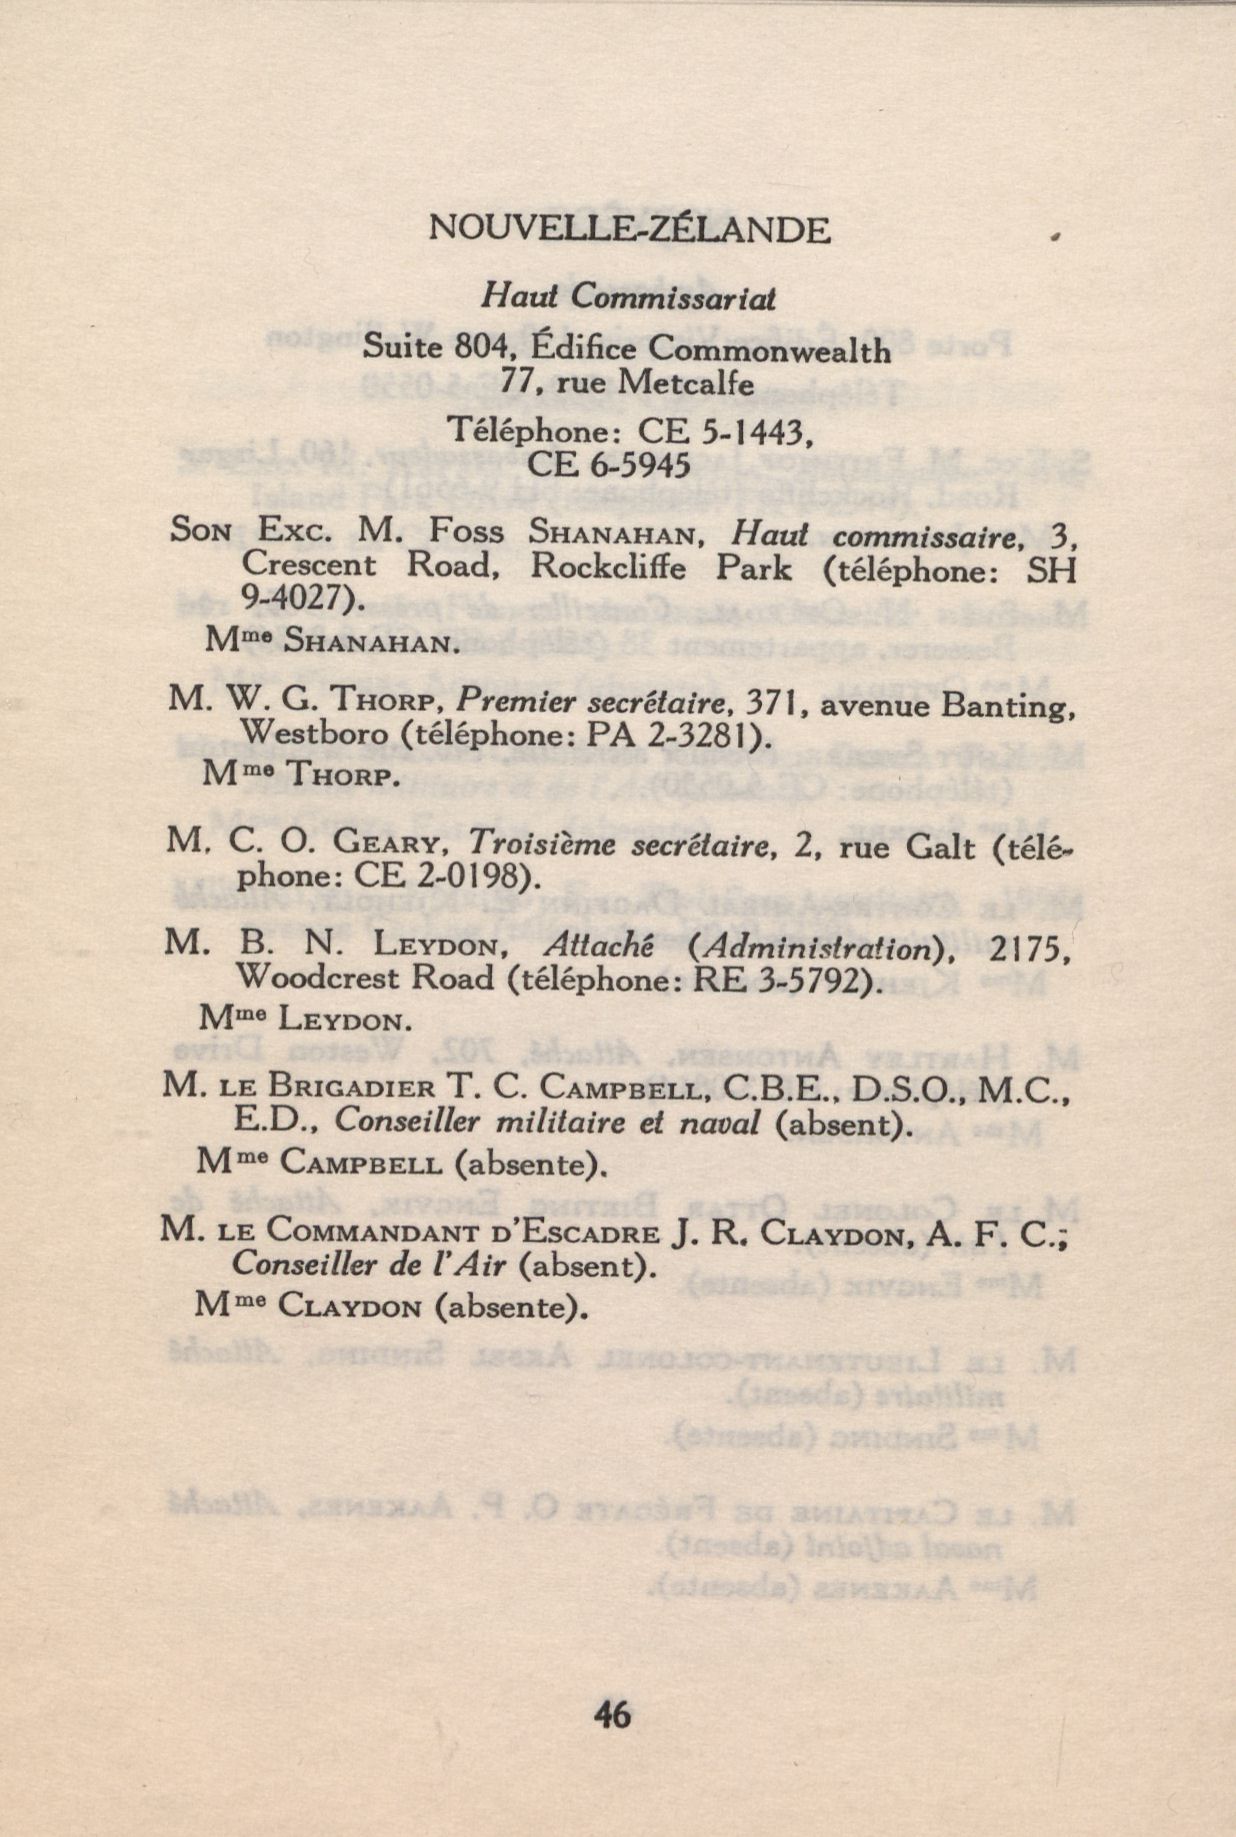 NOUVELLE-ZÉLANDE
Haut Commissariat
Suite 804, Édifice Commonwealth
77, rue Metcalfe
Téléphone: CE 5-1443,
CE 6-5945
Son Exc. M. Foss Shanahan, Haut commissaire, 3,
Crescent Road, Rockcliffe Park (téléphone: SH
9-4027).
Mme Shanahan.
M. W. G. Thorp, Premier secrétaire, 371, avenue Banting,
Westboro (téléphone: PA 2-3281).
Mme Thorp.
M. C. O. Geary, Troisième secrétaire, 2, rue Galt (télé-
phone: CE 2-0198).
M. B. N. Leydon, Attaché (Administration), 2175,
Woodcrest Road (téléphone: RE 3-5792).
Mme Leydon.
M. le Brigadier T. C. Campbell, C.B.E., D.S.O., M.C.,
E.D., Conseiller militaire et naval (absent).
Mme Campbell (absente).
M. le Commandant d'Escadre J. R. Claydon, A. F. C.;
Conseiller de l'Air (absent).
Mme Claydon (absente).
46